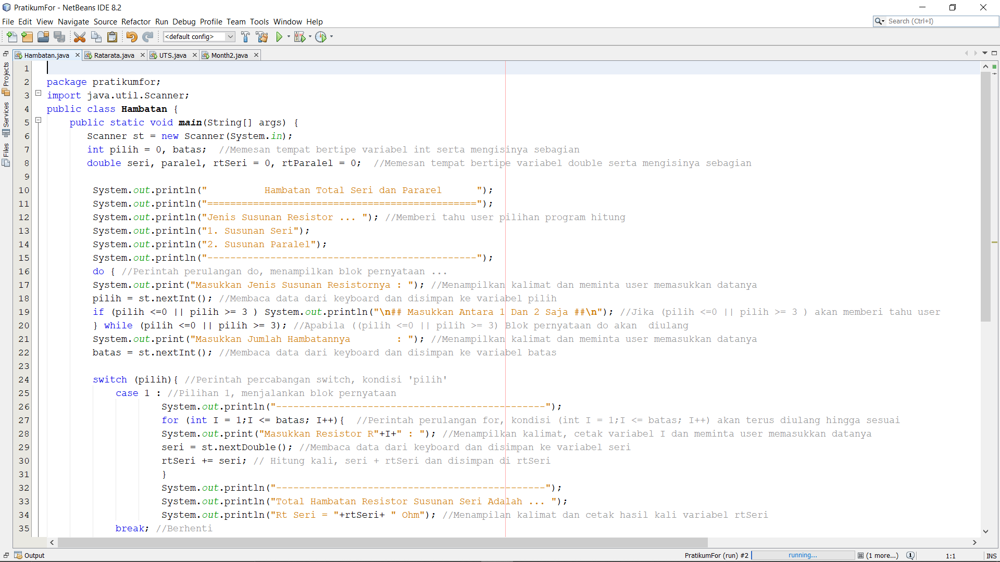 PratikumFor - NetBeans IDE 8.2
File Edit View Navigate Source Refactor Run Debug Profile Team Tools Window Help
Search (Ctrl+I)
<default config>
Hambatan.java Ratarata.java UTS.java Month2.java
Projects
Services
Files
1
2 package pratikumfor;
3 import java.util.Scanner;
4 public class Hambatan {
5 public static void main(String[] args) {
6 Scanner st = new Scanner(System.in);
7 int pilih = 0, batas;  //Memesan tempat bertipe variabel int serta mengisinya sebagian
8 double seri, paralel, rtSeri = 0, rtParalel = 0;  //Memesan tempat bertipe variabel double serta mengisinya sebagian
9
10 System.out.println("          Hambatan Total Seri dan Pararel      ");
11 System.out.println("===============================================");
12 System.out.println("Jenis Susunan Resistor ... "); //Memberi tahu user pilihan program hitung
13 System.out.println("1. Susunan Seri");
14 System.out.println("2. Susunan Paralel");
15 System.out.println("-----------------------------------------------");
16 do { //Perintah perulangan do, menampilkan blok pernyataan ...
17 System.out.print("Masukkan Jenis Susunan Resistornya : "); //Menampilkan kalimat dan meminta user memasukkan datanya
18 pilih = st.nextInt(); //Membaca data dari keyboard dan disimpan ke variabel pilih
19 if (pilih <=0 || pilih >= 3 ) System.out.println("\n## Masukkan Antara 1 Dan 2 Saja ##\n"); //Jika (pilih <=0 || pilih >= 3 ) akan memberi tahu user
20 } while (pilih <=0 || pilih >= 3); //Apabila ((pilih <=0 || pilih >= 3) Blok pernyataan do akan  diulang
21 System.out.print("Masukkan Jumlah Hambatannya        : "); //Menampilkan kalimat dan meminta user memasukkan datanya
22 batas = st.nextInt(); //Membaca data dari keyboard dan disimpan ke variabel batas
23
24 switch (pilih){ //Perintah percabangan switch, kondisi 'pilih'
25 case 1 : //Pilihan 1, menjalankan blok pernyataan
26 System.out.println("-----------------------------------------------");
27 for (int I = 1;I <= batas; I++){  //Perintah perulangan for, kondisi (int I = 1;I <= batas; I++) akan terus diulang hingga sesuai
28 System.out.print("Masukkan Resistor R"+I+" : "); //Menampilkan kalimat, cetak variabel I dan meminta user memasukkan datanya
29 seri = st.nextDouble(); //Membaca data dari keyboard dan disimpan ke variabel seri
30 rtSeri += seri; // Hitung kali, seri + rtSeri dan disimpan di rtSeri
31 }
32 System.out.println("-----------------------------------------------");
33 System.out.println("Total Hambatan Resistor Susunan Seri Adalah ... ");
34 System.out.println("Rt Seri = "+rtSeri+ " Ohm"); //Menampilan kalimat dan cetak hasil kali variabel rtSeri
35 break; //Berhenti
Output
PratikumFor (run) #2 running... (1 more...) 1:1 INS